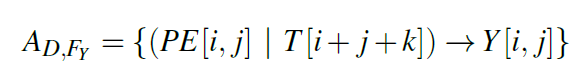 A_{D,F_Y} = {(PE[i, j] | T[i + j + k]) → Y[i, j]}